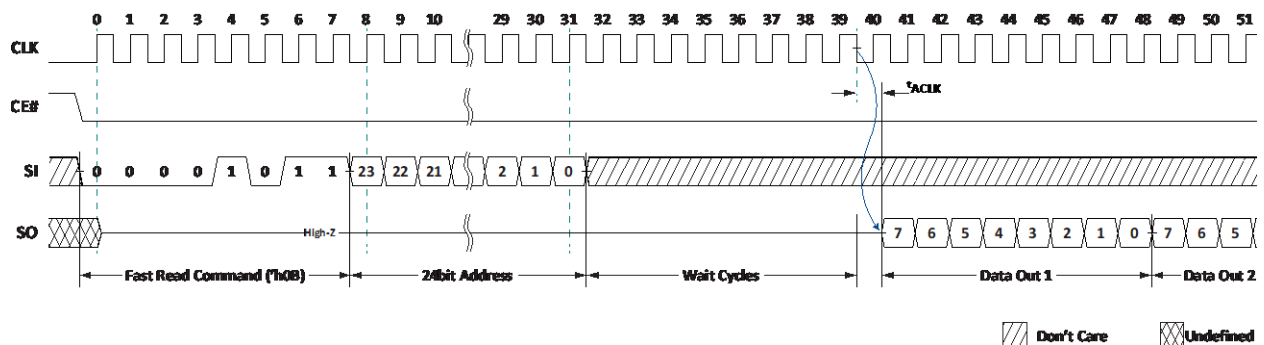 0 1 2 3 4 5 6 7 8 9 10 29 30 31 32 33 34 35 36 37 38 39 40 41 42 43 44 45 46 47 48 49 50 51
CLK
tACLK
CE#
SI 0 0 0 0 1 0 1 1 23 22 21 2 1 0
SO High-Z 7 6 5 4 3 2 1 0 7 6 5
Fast Read Command ('h0B) 24bit Address Wait Cycles Data Out 1 Data Out 2
Don't Care Undefined